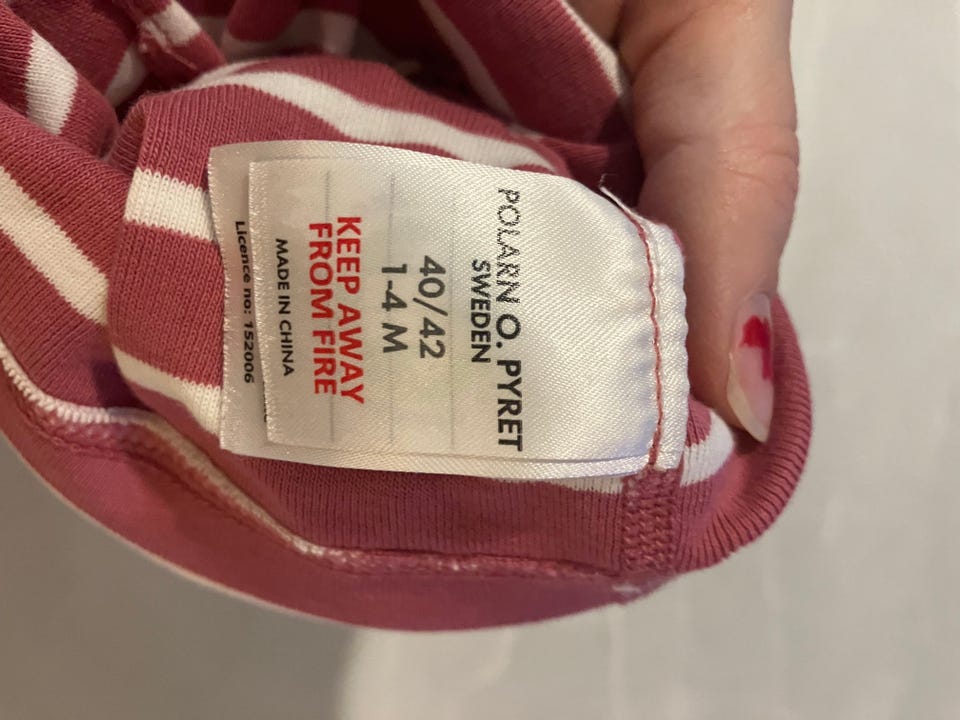 POLARN O. PYRET
SWEDEN
40/42
1-4 M
KEEP AWAY
FROM FIRE
MADE IN CHINA
Licence no: 152006